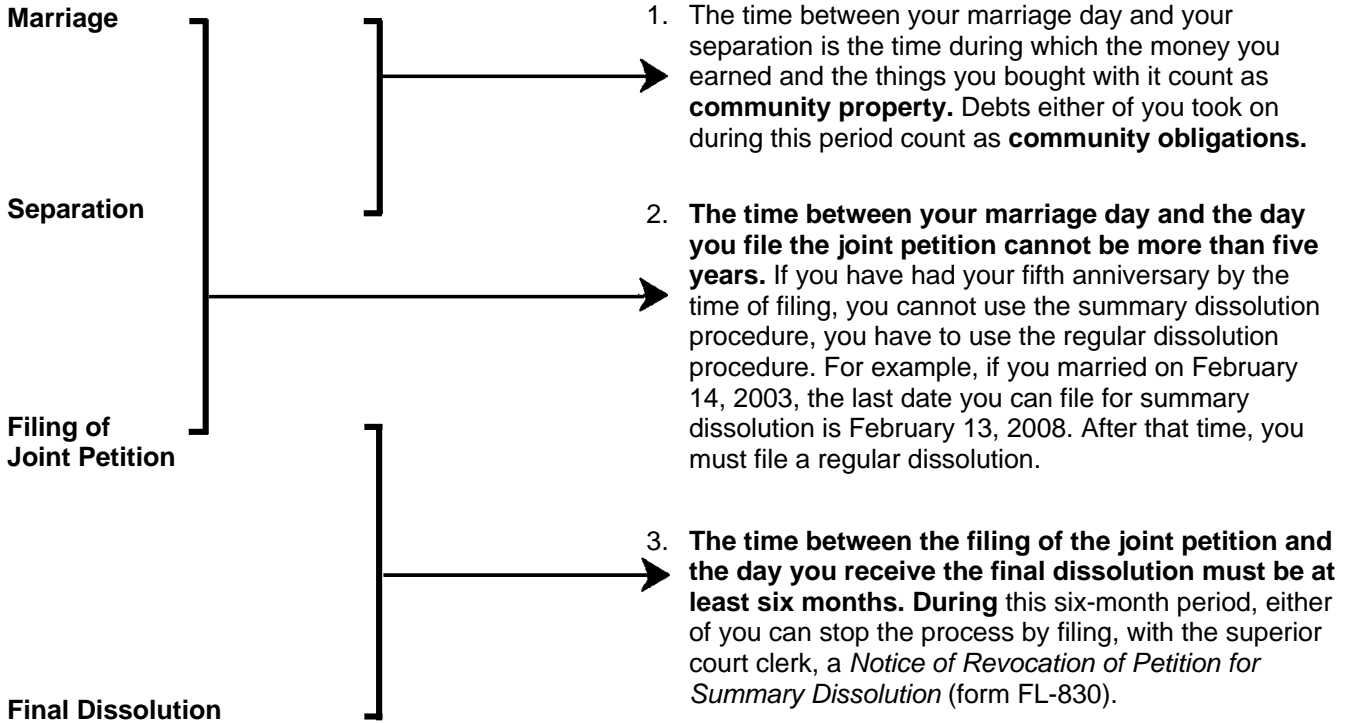 Marriage
1. The time between your marriage day and your
separation is the time during which the money you
earned and the things you bought with it count as
community property. Debts either of you took on
during this period count as community obligations.
Separation
2. The time between your marriage day and the day
you file the joint petition cannot be more than five
years. If you have had your fifth anniversary by the
time of filing, you cannot use the summary dissolution
procedure, you have to use the regular dissolution
procedure. For example, if you married on February
14, 2003, the last date you can file for summary
dissolution is February 13, 2008. After that time, you
must file a regular dissolution.
Filing of
Joint Petition
3. The time between the filing of the joint petition and
the day you receive the final dissolution must be at
least six months. During this six-month period, either
of you can stop the process by filing, with the superior
court clerk, a Notice of Revocation of Petition for
Summary Dissolution (form FL-830).
Final Dissolution